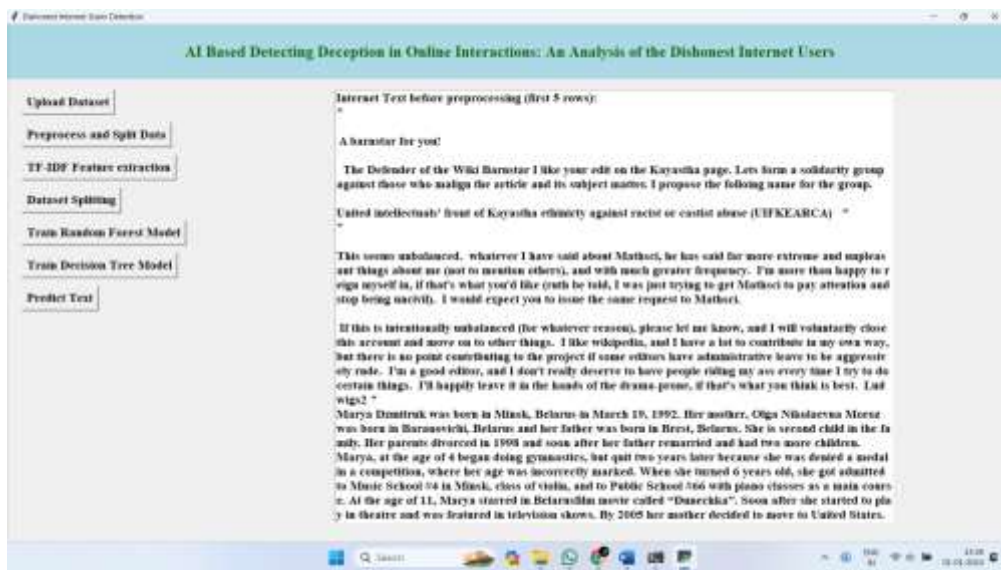 Dishonest Internet Users Detection
AI Based Detecting Deception in Online Interactions: An Analysis of the Dishonest Internet Users
Upload Dataset
Preprocess and Split Data
TF-IDF Feature extraction
Dataset Splitting
Train Random Forest Model
Train Decision Tree Model
Predict Text
Internet Text before preprocessing (first 5 rows):
"
A barnstar for you!
The Defender of the Wiki Barnstar I like your edit on the Kayastha page. Lets form a solidarity group
against those who malign the article and its subject matter. I propose the folloing name for the group.
United intellectuals' front of Kayastha ethinicty against racist or castist abuse (UIFKEARCA) "
"
This seems unbalanced. whatever I have said about Mathsci, he has said far more extreme and unpleas
ant things about me (not to mention others), and with much greater frequency. I'm more than happy to r
eign myself in, if that's what you'd like (ruth be told, I was just trying to get Mathsci to pay attention and
stop being uncivil). I would expect you to issue the same request to Mathsci.
If this is intentionally unbalanced (for whatever reason), please let me know, and I will voluntarily close
this account and move on to other things. I like wikipedia, and I have a lot to contribute in my own way,
but there is no point contributing to the project if some editors have administrative leave to be aggressiv
ely rude. I'm a good editor, and I don't really deserve to have people riding my ass every time I try to do
certain things. I'll happily leave it in the hands of the drama-prone, if that's what you think is best. Lud
wigs2 "
Marya Dzmitruk was born in Minsk, Belarus in March 19, 1992. Her mother, Olga Nikolaevna Moroz
was born in Baranovichi, Belarus and her father was born in Brest, Belarus. She is second child in the fa
mily. Her parents divorced in 1998 and soon after her father remarried and had two more children.
Marya, at the age of 4 began doing gymnastics, but quit two years later because she was denied a medal
in a competition, where her age was incorrectly marked. When she turned 6 years old, she got admitted
to Music School #4 in Minsk, class of violin, and to Public School #66 with piano classes as a main cours
e. At the age of 11, Marya starred in Belarusfilm movie called “Dunechka”. Soon after she started to pla
y in theatre and was featured in television shows. By 2005 her mother decided to move to United States.
Search